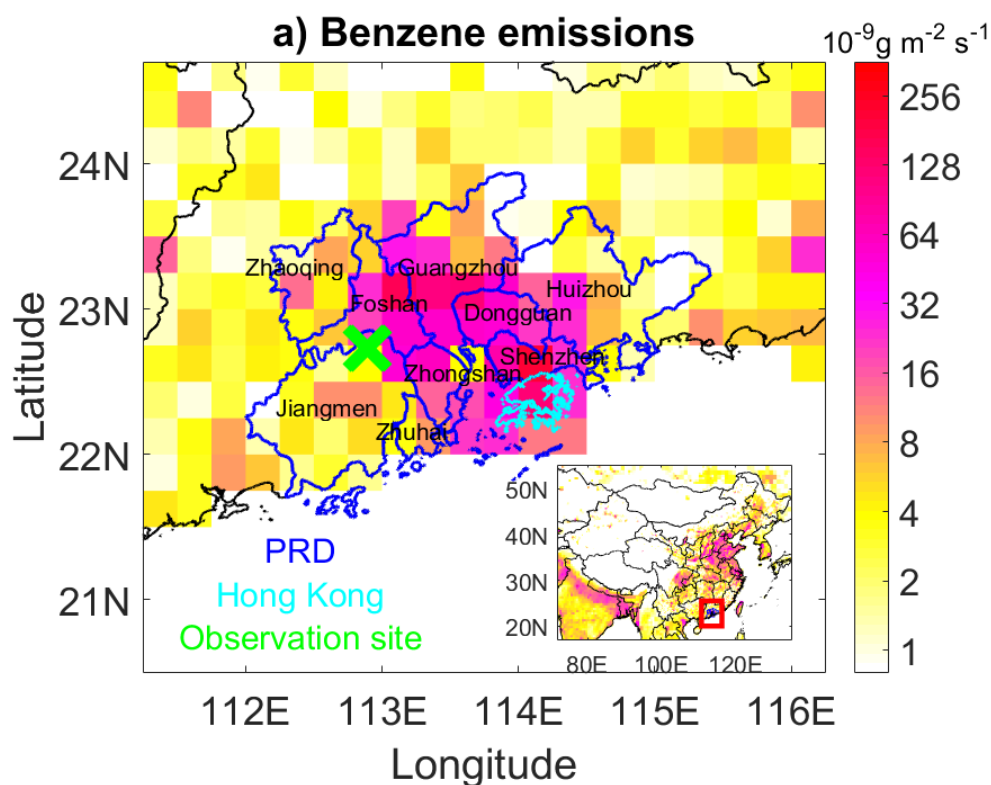 a) Benzene emissions
10⁻⁹g m⁻² s⁻¹
256
128
64
32
16
8
4
2
1
Latitude
24N
23N
22N
21N
Zhaoqing
Guangzhou
Huizhou
Foshan
Dongguan
Shenzhen
Zhongshan
Jiangmen
Zhuhai
PRD
Hong Kong
Observation site
50N
40N
30N
20N
80E
100E
120E
112E
113E
114E
115E
116E
Longitude